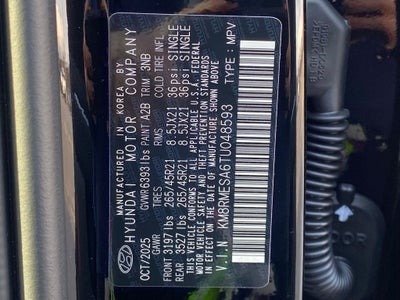 MANUFACTURED IN KOREA BY
HYUNDAI MOTOR COMPANY
OCT/2025 GVWR 6393lbs PAINT A2B TRIM 3NB
GAWR TIRES RIMS COLD TIRE INFL.
FRONT 3197lbs 265/45R21 8.5JX21 36psi SINGLE
REAR 3527lbs 265/45R21 8.5JX21 36psi SINGLE
THIS VEHICLE CONFORMS TO ALL APPLICABLE U.S.A. FEDERAL
MOTOR VEHICLE SAFETY AND THEFT PREVENTION STANDARDS
IN EFFECT ON THE DATE OF MANUFACTURE SHOWN ABOVE.
V.I.N : KM8RMESA6TU048593 TYPE : MPV